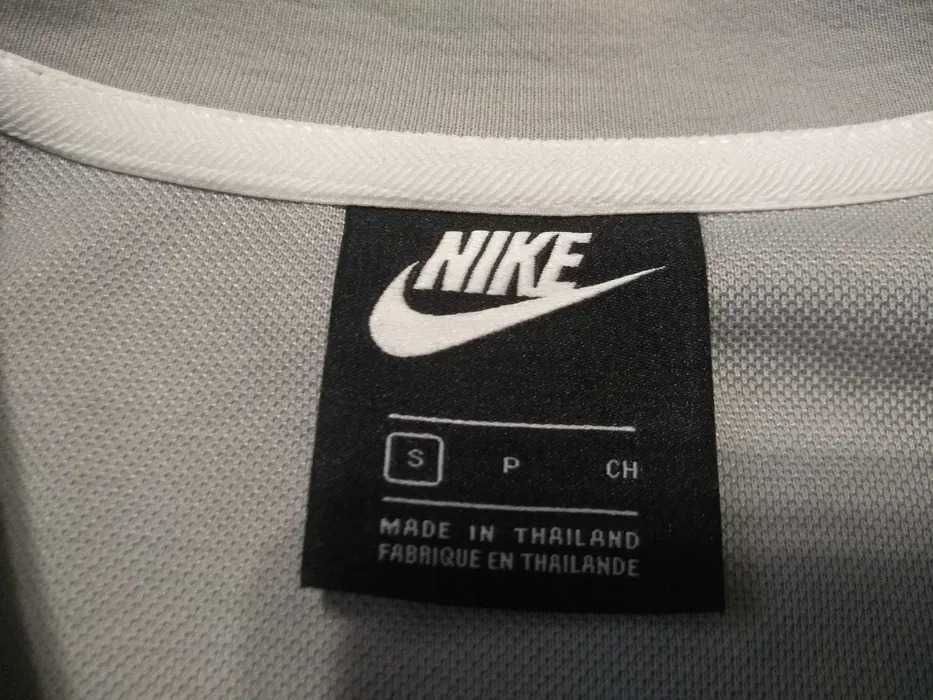 NIKE
S P CH
MADE IN THAILAND
FABRIQUE EN THAILANDE